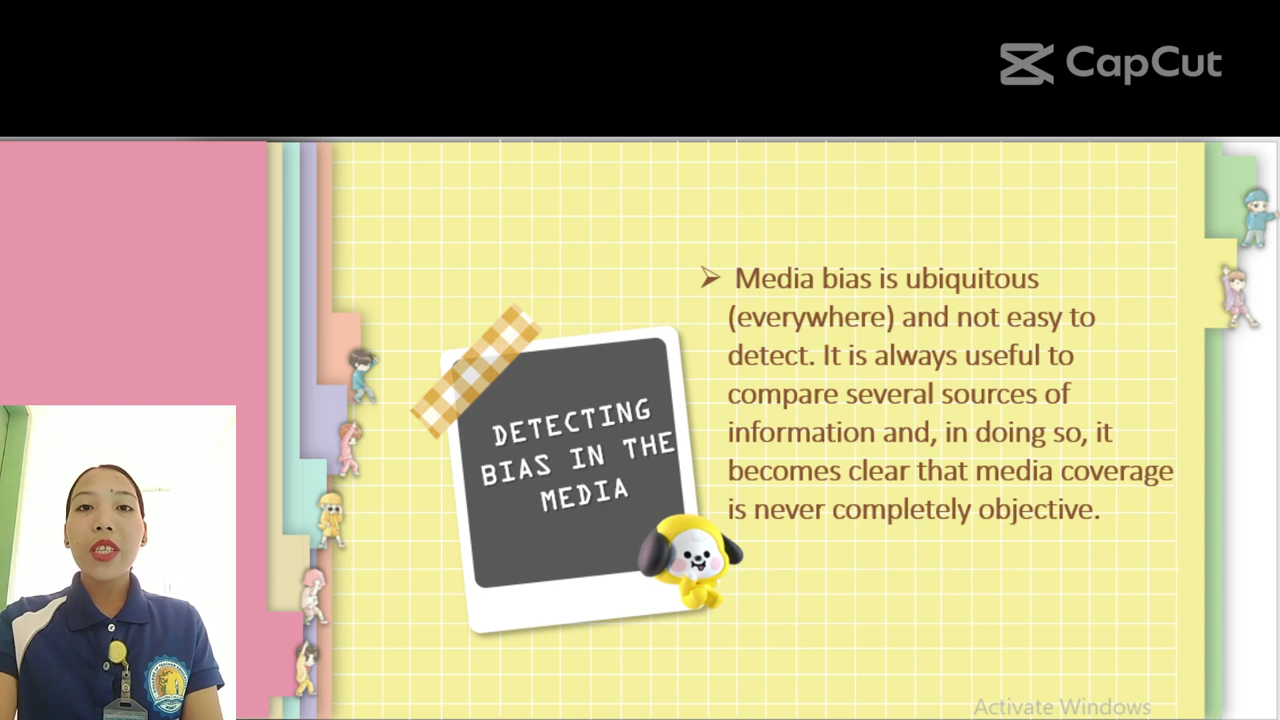 CapCut
➢ Media bias is ubiquitous
(everywhere) and not easy to
detect. It is always useful to
compare several sources of
information and, in doing so, it
becomes clear that media coverage
is never completely objective.
DETECTING
BIAS IN THE
MEDIA
Activate Windows